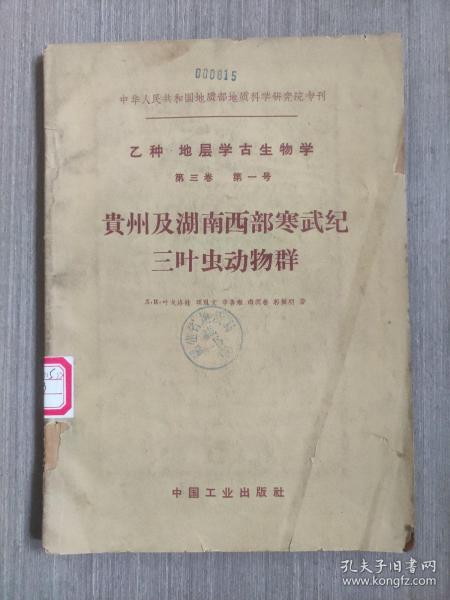 000815
中华人民共和国地质部地质科学研究院专刊
乙种 地层学古生物学
第三卷 第一号
貴州及湖南西部寒武纪
三叶虫动物群
著
中国工业出版社
孔夫子旧书网
www.kongfz.com